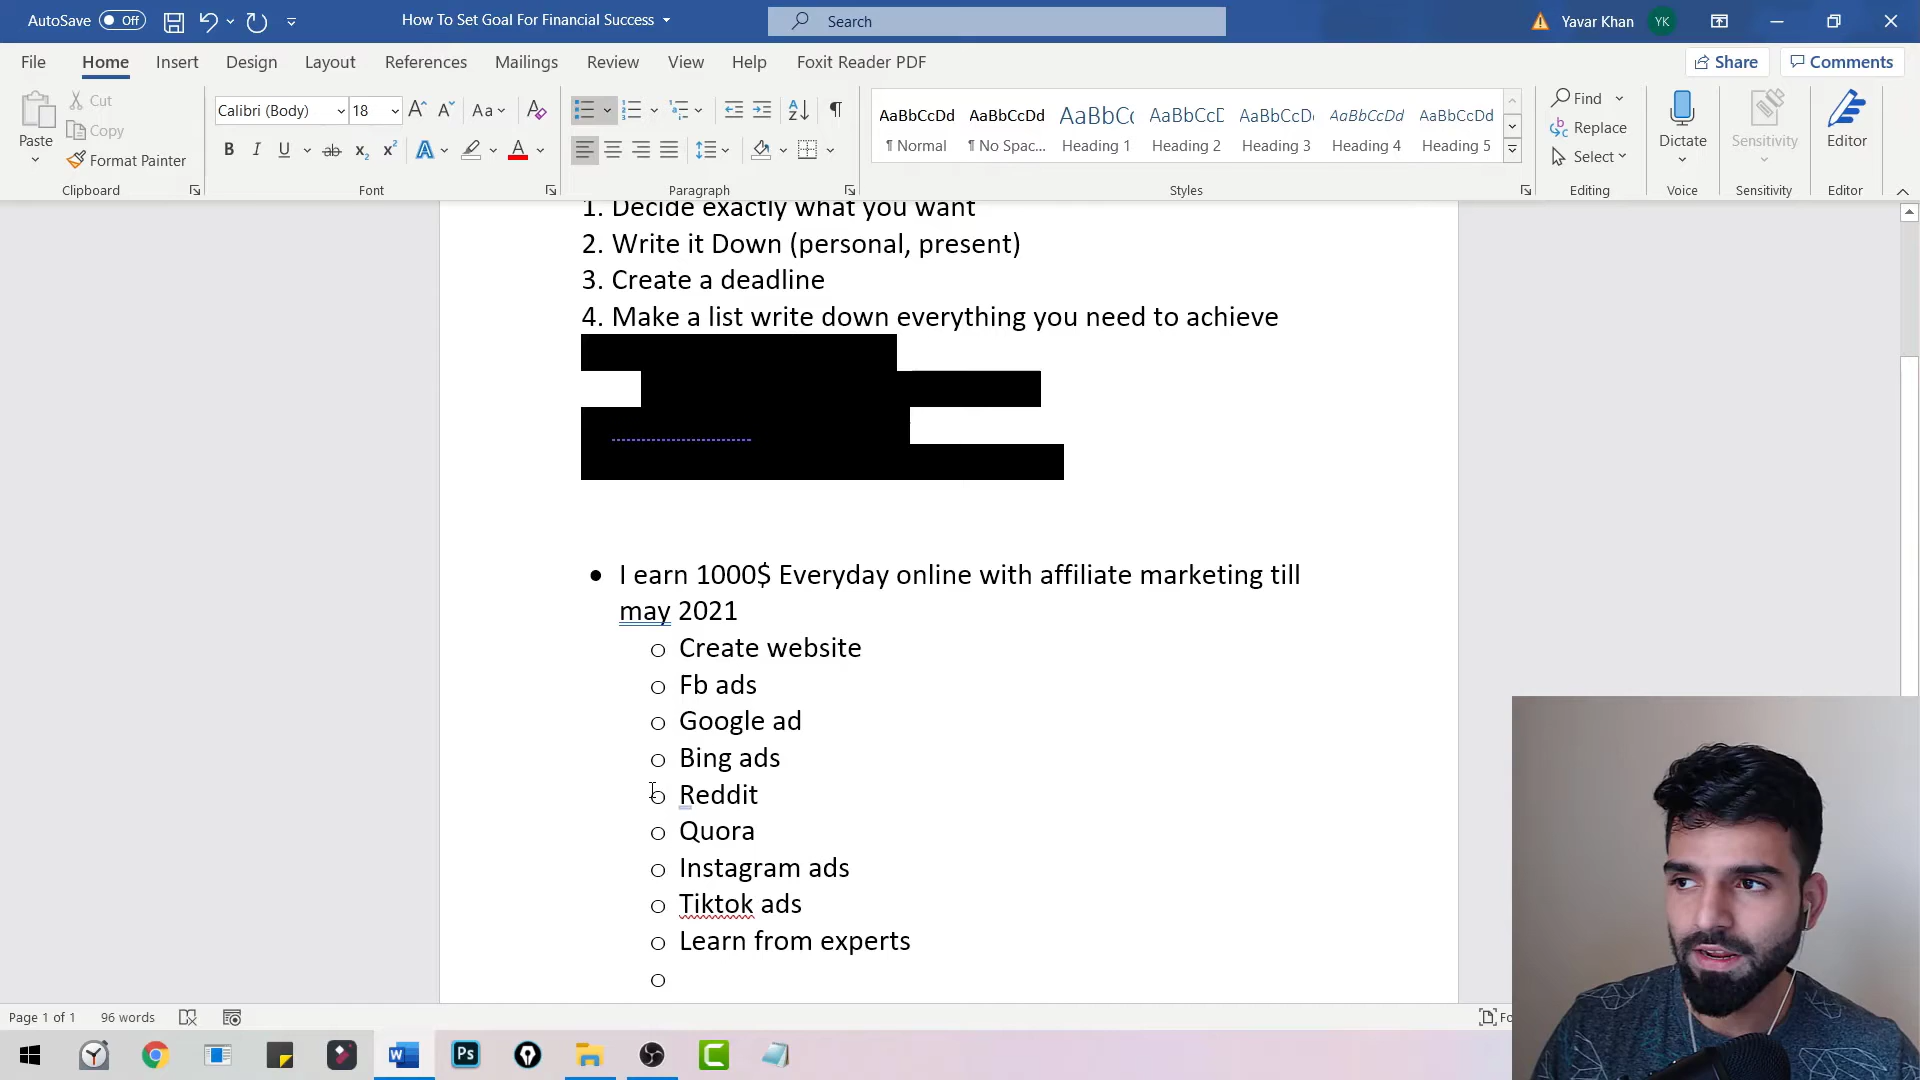 AutoSave Off How To Set Goal For Financial Success Search Yavar Khan YK
File Home Insert Design Layout References Mailings Review View Help Foxit Reader PDF Share Comments
Paste Cut Copy Format Painter
Calibri (Body) 18 Aa
AaBbCcDd AaBbCcDd AaBbCc AaBbCcD AaBbCcDc AaBbCcDd AaBbCcDd
¶ Normal ¶ No Spac... Heading 1 Heading 2 Heading 3 Heading 4 Heading 5
Find Replace Select
Dictate Sensitivity Editor
Clipboard Font Paragraph Styles Editing Voice Sensitivity Editor
1. Decide exactly what you want
2. Write it Down (personal, present)
3. Create a deadline
4. Make a list write down everything you need to achieve
• I earn 1000$ Everyday online with affiliate marketing till
may 2021
o Create website
o Fb ads
o Google ad
o Bing ads
o Reddit
o Quora
o Instagram ads
o Tiktok ads
o Learn from experts
o
Page 1 of 1 96 words Fo
Ps